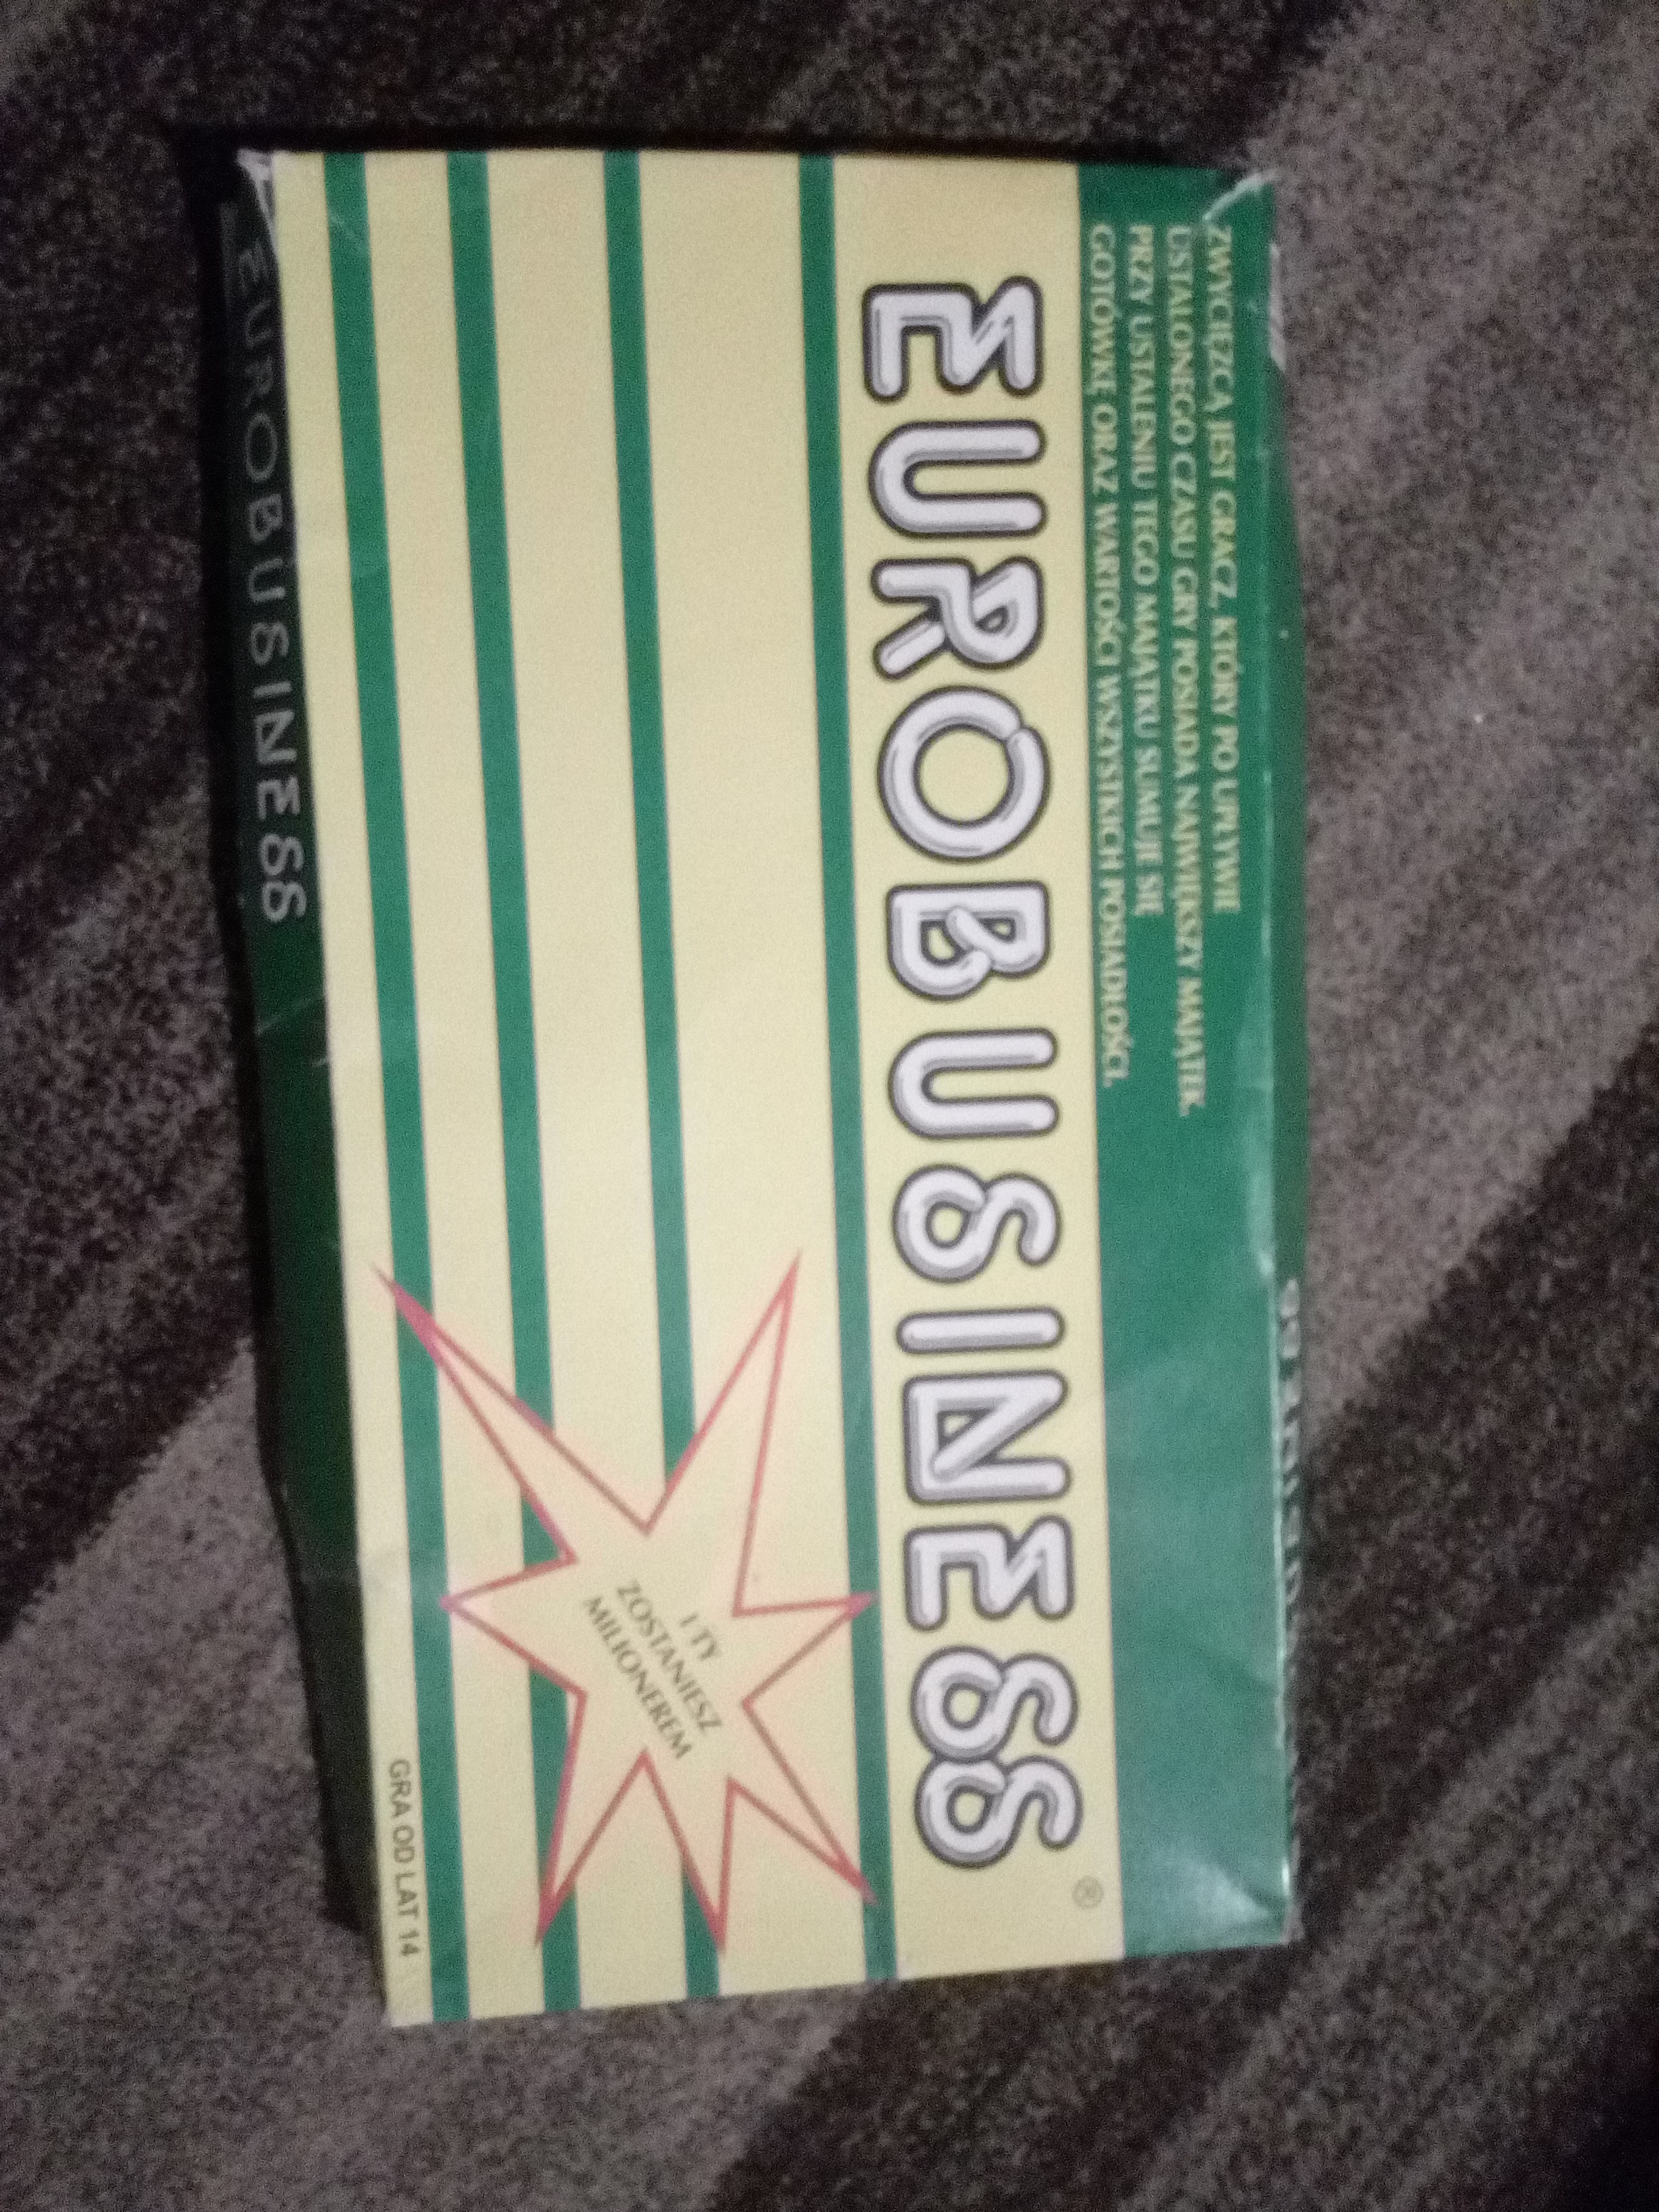 ZWYCIĘZCĄ JEST GRACZ, KTÓRY PO UPŁYWIE
USTALONEGO CZASU GRY POSIADA NAJWIĘKSZY MAJĄTEK.
PRZY USTALENIU TEGO MAJĄTKU SUMUJE SIĘ
GOTÓWKĘ ORAZ WARTOŚCI WSZYSTKICH POSIADŁOŚCI.
EUROBUSINESS®
I TY
ZOSTANIESZ
MILIONEREM
GRA OD LAT 14
EUROBUSINESS